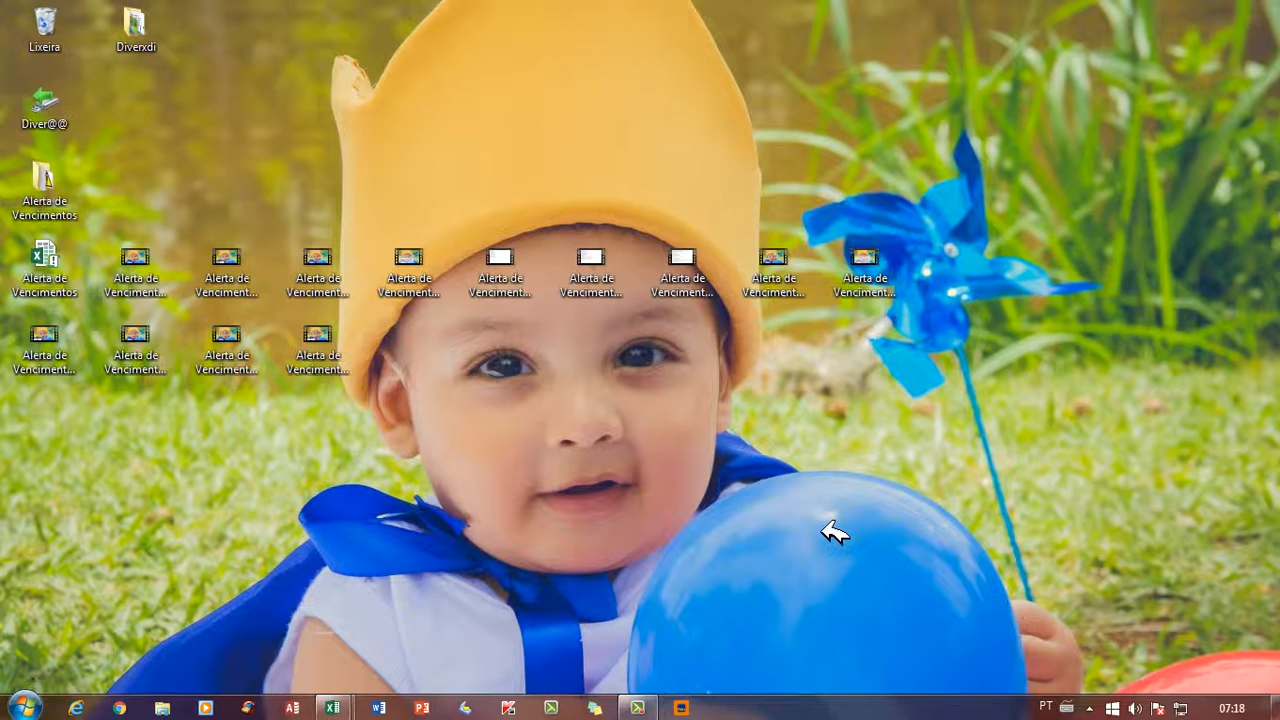 Lixeira
Diverxdi
Diver@@
Alerta de
Vencimentos
Alerta de
Vencimentos
Alerta de
Venciment...
Alerta de
Venciment...
Alerta de
Venciment...
Alerta de
Venciment...
Alerta de
Venciment...
Alerta de
Venciment...
Alerta de
Venciment...
Alerta de
Venciment...
Alerta de
Venciment...
Alerta de
Venciment...
Alerta de
Venciment...
Alerta de
Venciment...
Alerta de
Venciment...
PT
07:18